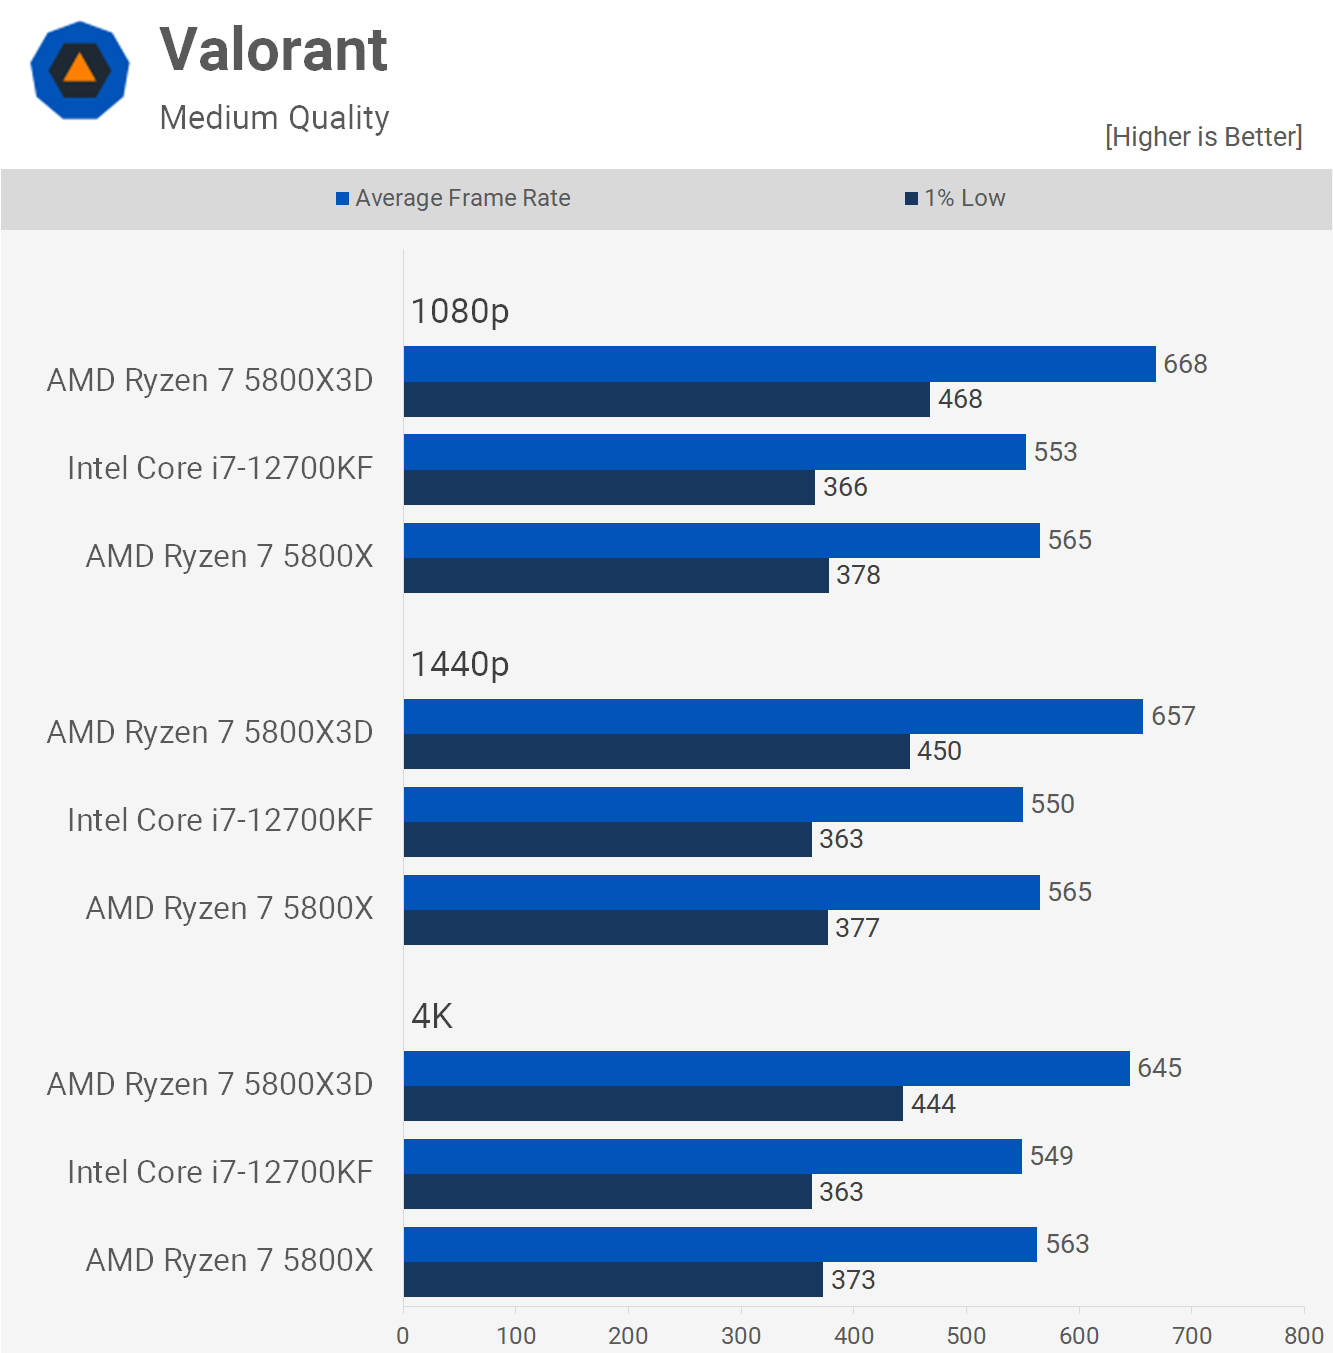 Valorant
Medium Quality
[Higher is Better]
Average Frame Rate 1% Low
1080p
AMD Ryzen 7 5800X3D 668
468
Intel Core i7-12700KF 553
366
AMD Ryzen 7 5800X 565
378
1440p
AMD Ryzen 7 5800X3D 657
450
Intel Core i7-12700KF 550
363
AMD Ryzen 7 5800X 565
377
4K
AMD Ryzen 7 5800X3D 645
444
Intel Core i7-12700KF 549
363
AMD Ryzen 7 5800X 563
373
0 100 200 300 400 500 600 700 800